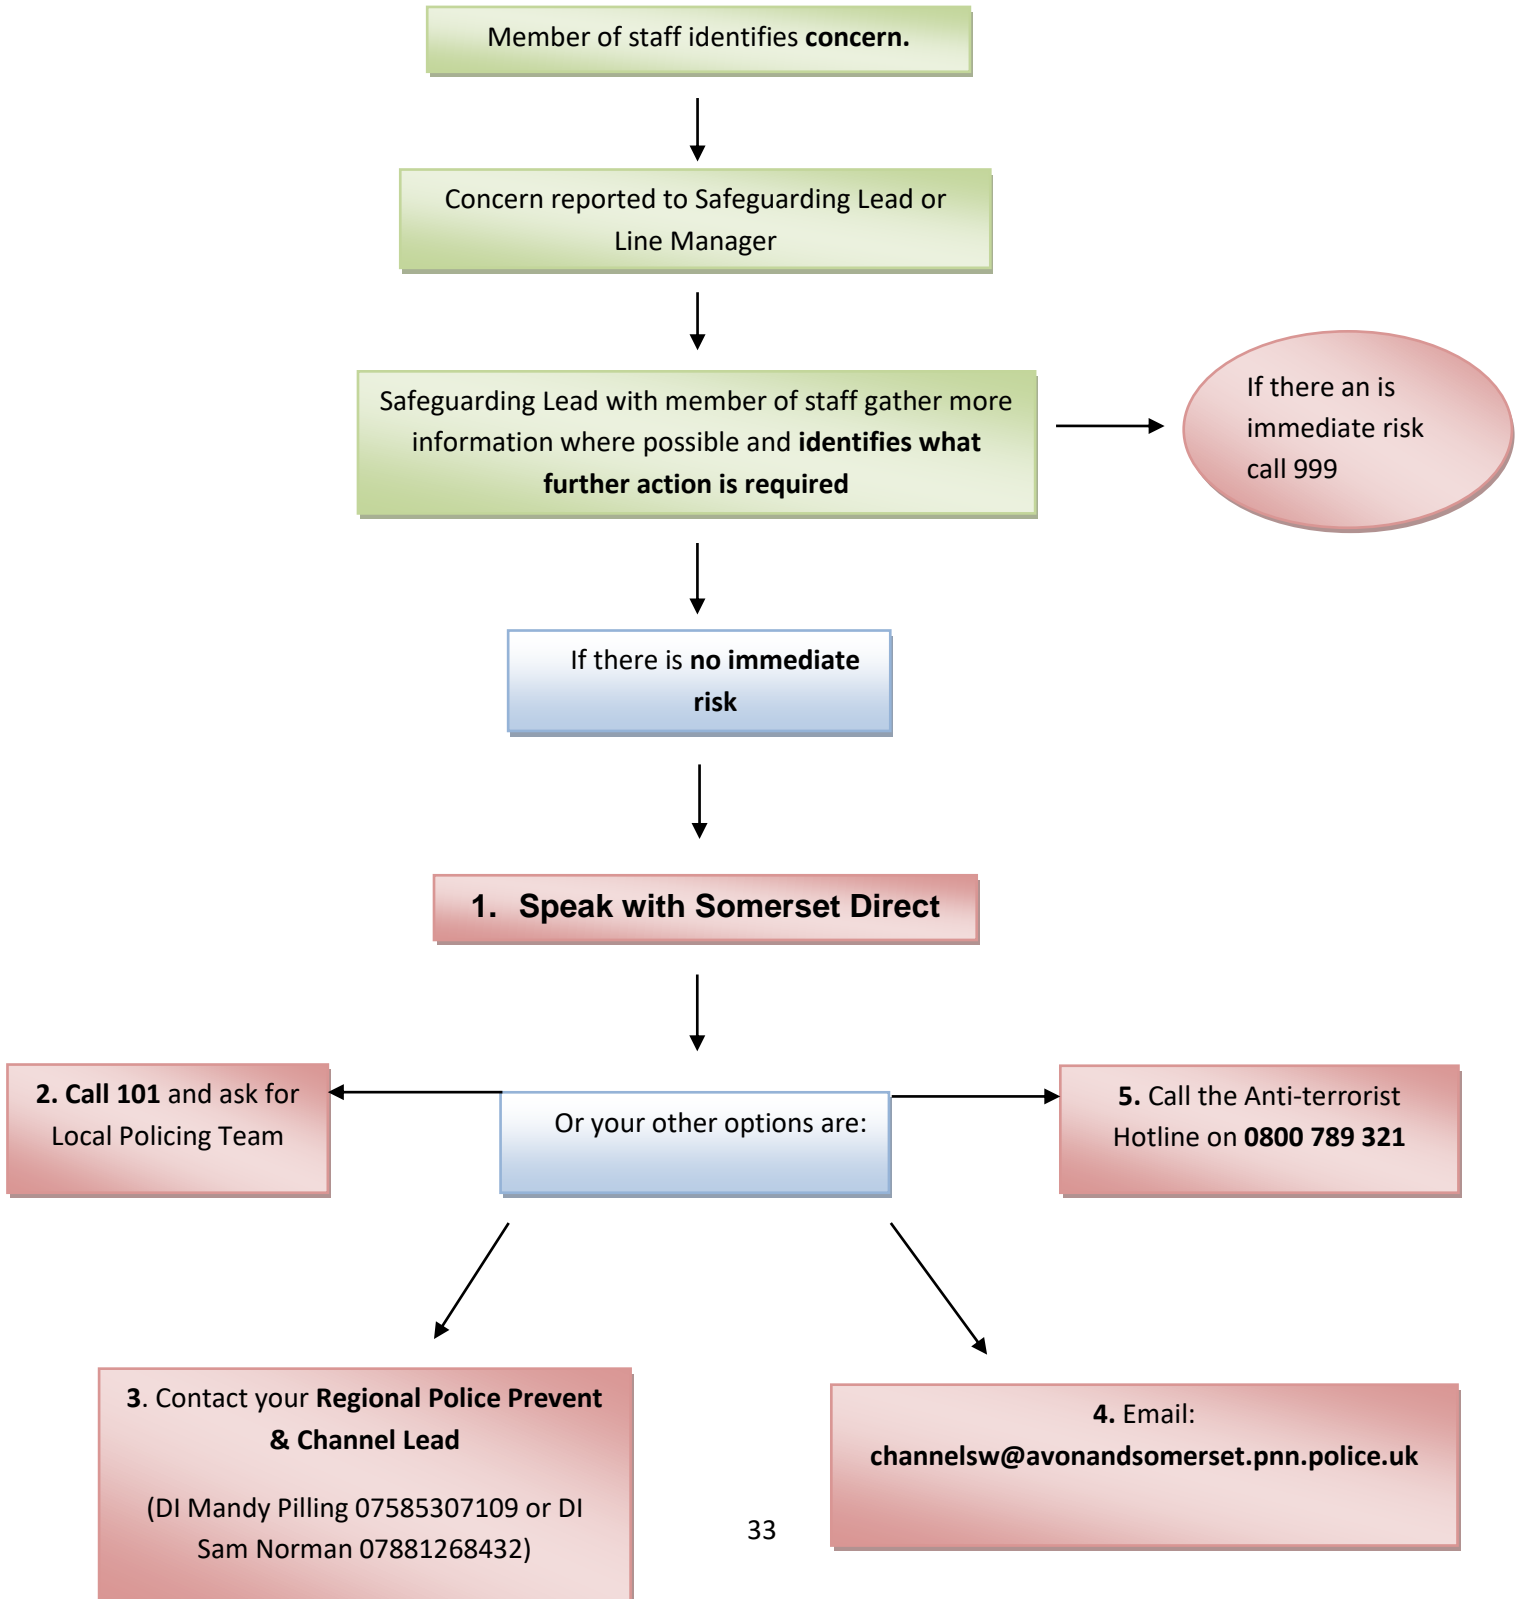 Member of staff identifies concern.
Concern reported to Safeguarding Lead or
Line Manager
Safeguarding Lead with member of staff gather more
information where possible and identifies what
further action is required
If there an is
immediate risk
call 999
If there is no immediate
risk
1. Speak with Somerset Direct
2. Call 101 and ask for
Local Policing Team
Or your other options are:
5. Call the Anti-terrorist
Hotline on 0800 789 321
3. Contact your Regional Police Prevent
& Channel Lead
(DI Mandy Pilling 07585307109 or DI
Sam Norman 07881268432)
4. Email:
channelsw@avonandsomerset.pnn.police.uk
33